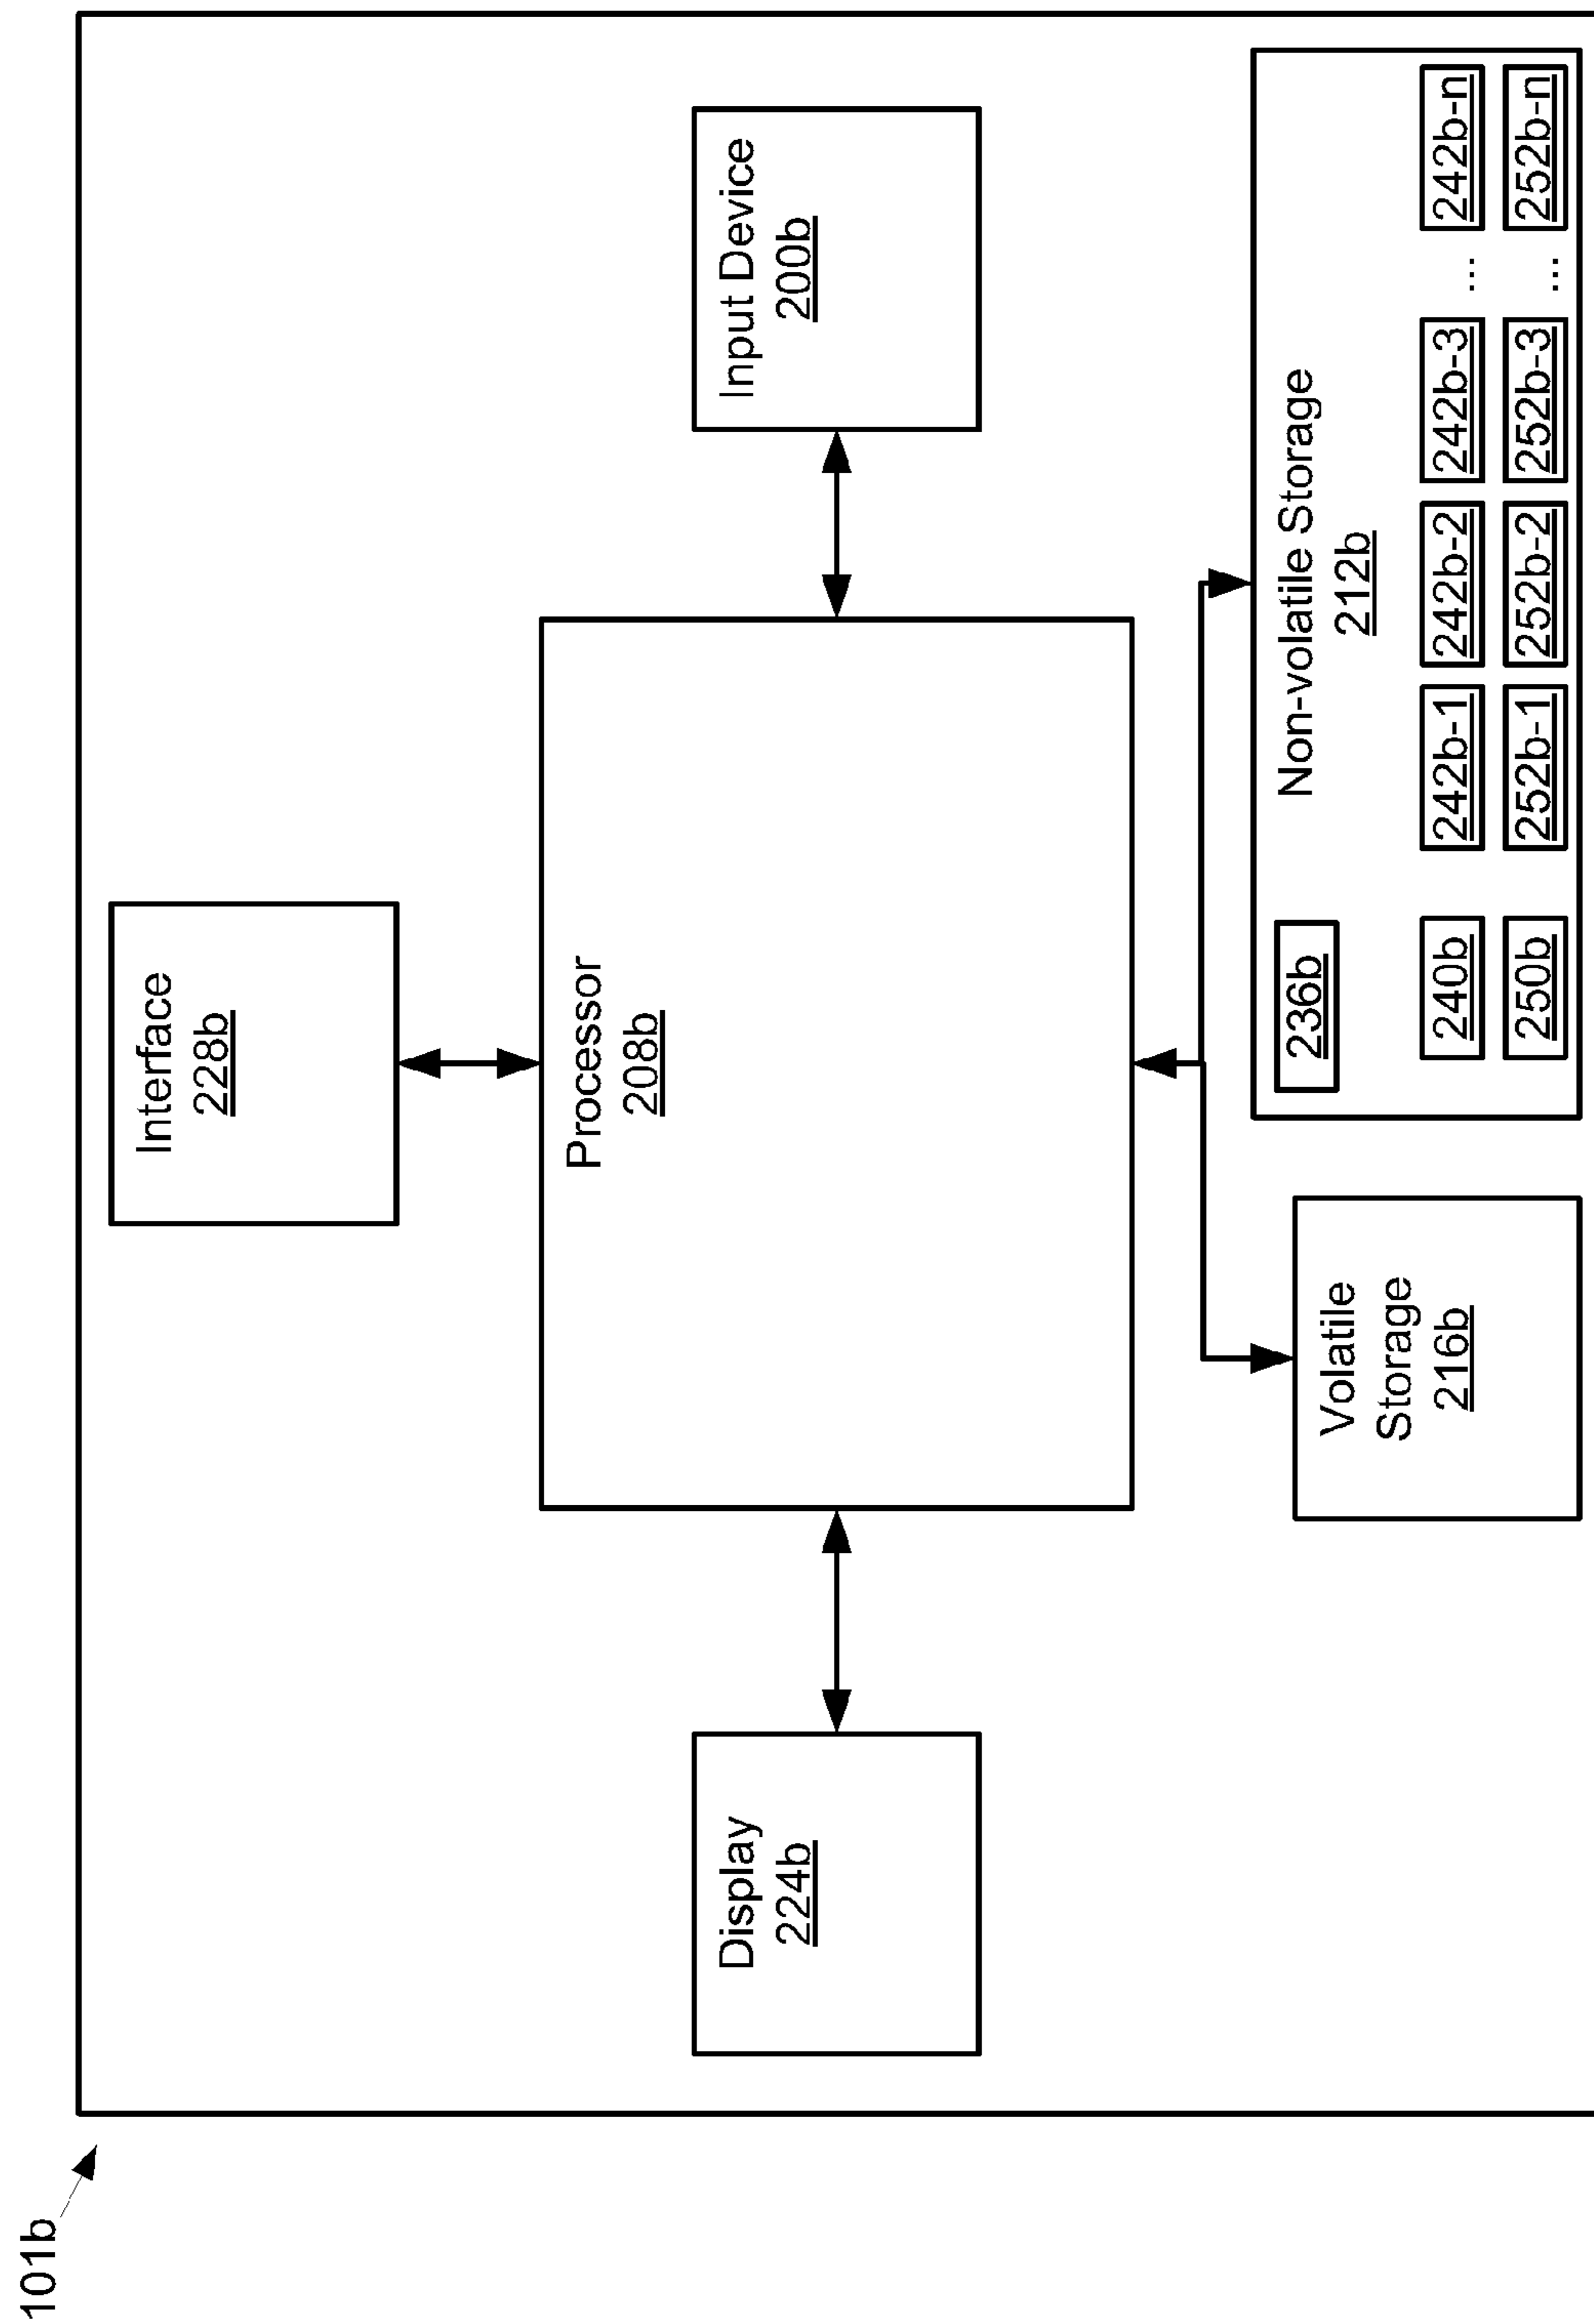 101b
Interface
228b
Display
224b
Processor
208b
Input Device
200b
Volatile
Storage
216b
Non-volatile Storage
212b
236b
240b 242b-1 242b-2 242b-3 ... 242b-n
250b 252b-1 252b-2 252b-3 ... 252b-n